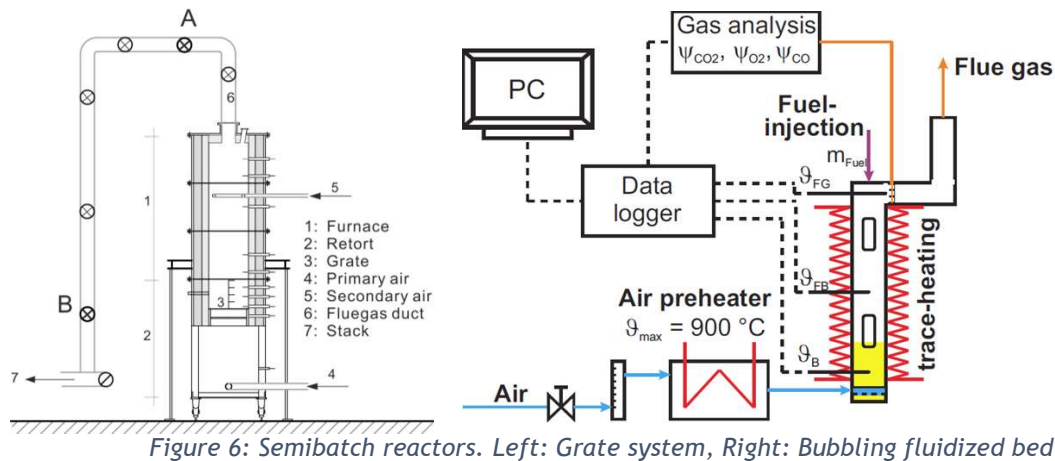 A
6
5
1
1: Furnace
2: Retort
3: Grate
4: Primary air
5: Secondary air
6: Fluegas duct
7: Stack
3
B
2
7
4
Gas analysis
ψCO2, ψO2, ψCO
Flue gas
PC
Fuel-
injection
mFuel
ϑFG
Data
logger
trace-heating
Air preheater
ϑFB
ϑmax = 900 °C
ϑB
Air
Figure 6: Semibatch reactors. Left: Grate system, Right: Bubbling fluidized bed